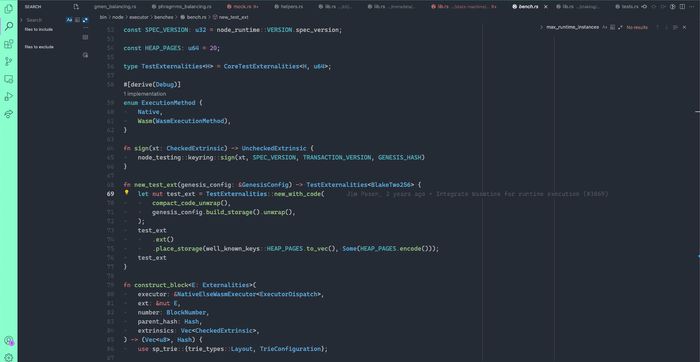 SEARCH
Search
Aa
files to include
files to exclude
gmen_balancing.rs
phragmms_balancing.rs
mock.rs 9+
helpers.rs
lib.rs
lib.rs
lib.rs
bench.rs
lib.rs
tests.rs
bin > node > executor > benches > bench.rs > new_test_ext
max_runtime_instances
Aa
No results
52 const SPEC_VERSION: u32 = node_runtime::VERSION.spec_version;
53
54 const HEAP_PAGES: u64 = 20;
55
56 type TestExternalities<H> = CoreTestExternalities<H, u64>;
57
58 #[derive(Debug)]
1 implementation
59 enum ExecutionMethod {
60 Native,
61 Wasm(WasmExecutionMethod),
62 }
63
64 fn sign(xt: CheckedExtrinsic) -> UncheckedExtrinsic {
65 node_testing::keyring::sign(xt, SPEC_VERSION, TRANSACTION_VERSION, GENESIS_HASH)
66 }
67
68 fn new_test_ext(genesis_config: &GenesisConfig) -> TestExternalities<BlakeTwo256> {
69 let mut test_ext = TestExternalities::new_with_code( Jim Posen, 2 years ago • Integrate Wasmtime for runtime execution (#3869)
70 compact_code_unwrap(),
71 genesis_config.build_storage().unwrap(),
72 );
73 test_ext
74 .ext()
75 .place_storage(well_known_keys::HEAP_PAGES.to_vec(), Some(HEAP_PAGES.encode()));
76 test_ext
77 }
78
79 fn construct_block<E: Externalities>(
80 executor: &NativeElseWasmExecutor<ExecutorDispatch>,
81 ext: &mut E,
82 number: BlockNumber,
83 parent_hash: Hash,
84 extrinsics: Vec<CheckedExtrinsic>,
85 ) -> (Vec<u8>, Hash) {
86 use sp_trie::{trie_types::Layout, TrieConfiguration};
87